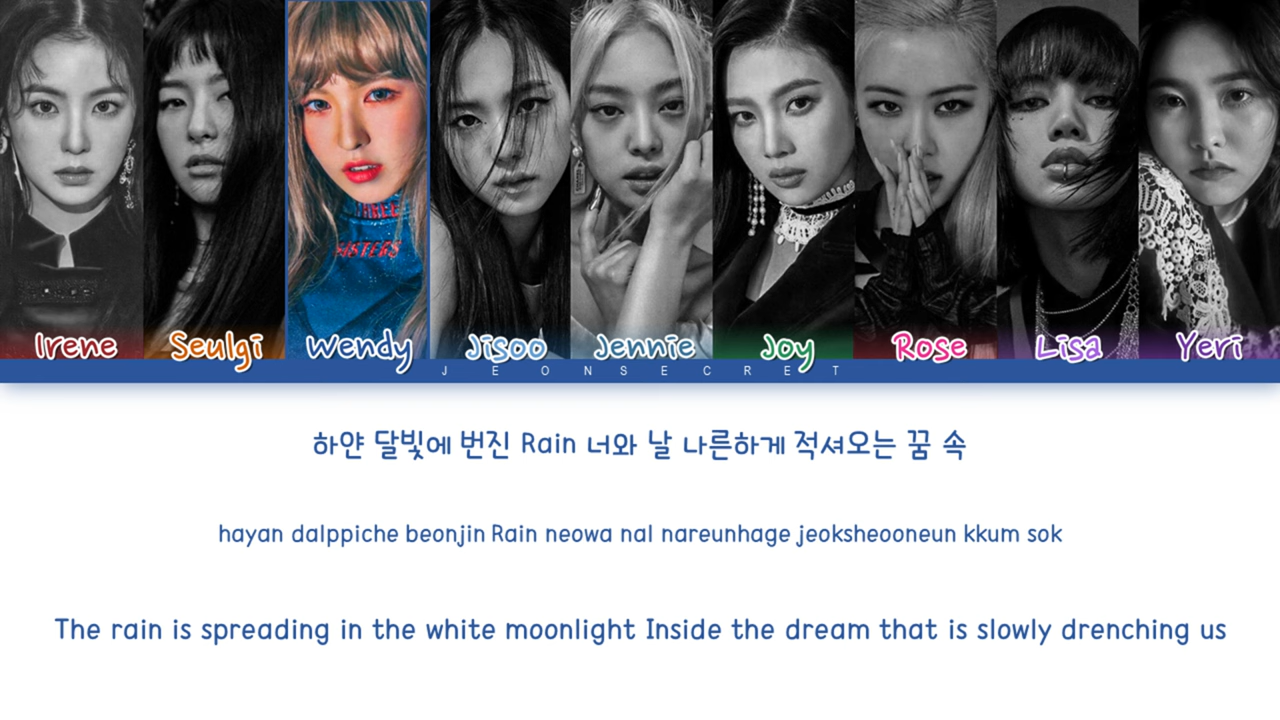 THREE
SISTERS
Irene
Seulgi
Wendy
Jisoo
Jennie
Joy
Rose
Lisa
Yeri
JEONSECRET
하얀 달빛에 번진 Rain 너와 날 나른하게 적셔오는 꿈 속
hayan dalppiche beonjin Rain neowa nal nareunhage jeoksheooneun kkum sok
The rain is spreading in the white moonlight Inside the dream that is slowly drenching us